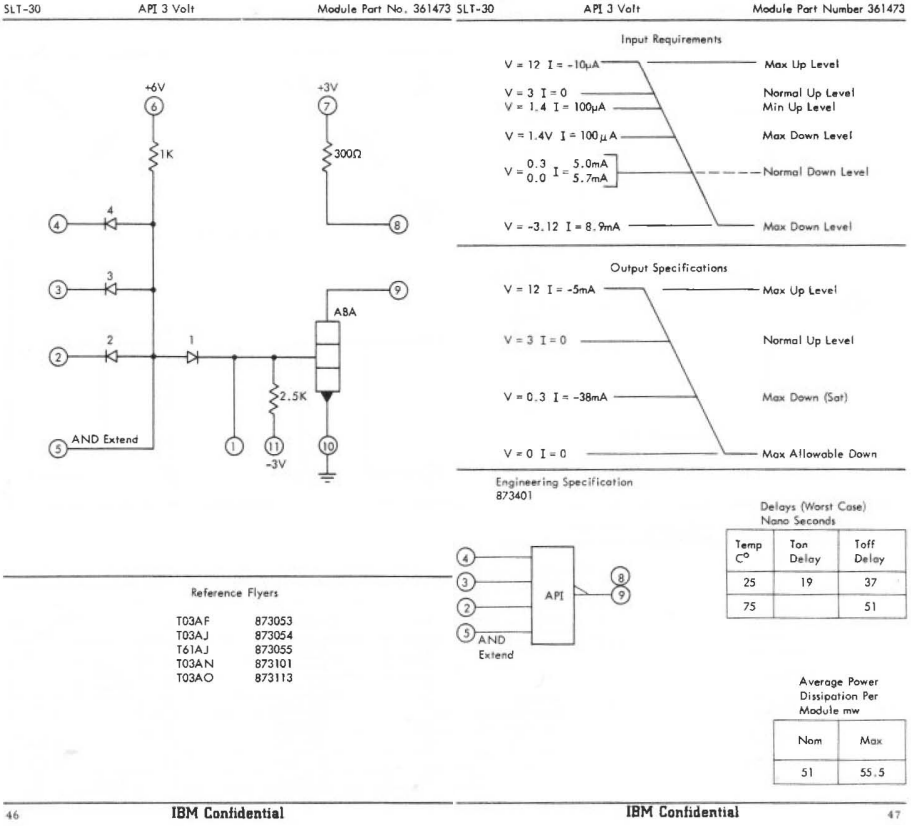 SLT-30 API 3 Volt Module Part No. 361473
+6V
6
1K
+3V
7
300Ω
4
4
8
3
3
9
ABA
2
2
1
2.5K
5 AND Extend
1
11
-3V
10
Reference Flyers
T03AF 873053
T03AJ 873054
T61AJ 873055
T03AN 873101
T03AO 873113
46 IBM Confidential
SLT-30 API 3 Volt Module Part Number 361473
Input Requirements
V = 12 I = -10μA Max Up Level
V = 3 I = 0 Normal Up Level
V = 1.4 I = 100μA Min Up Level
V = 1.4V I = 100μA Max Down Level
V = 0.3 0.0 I = 5.0mA 5.7mA Normal Down Level
V = -3.12 I = 8.9mA Max Down Level
Output Specifications
V = 12 I = -5mA Max Up Level
V = 3 I = 0 Normal Up Level
V = 0.3 I = -38mA Max Down (Sat)
V = 0 I = 0 Max Allowable Down
Engineering Specification
873401
4
3
2
5 AND
Extend
API
8
9
Delays (Worst Case)
Nano Seconds
Temp C° Ton Delay Toff Delay
25 19 37
75 51
Average Power
Dissipation Per
Module mw
Nom Max
51 55.5
IBM Confidential 47